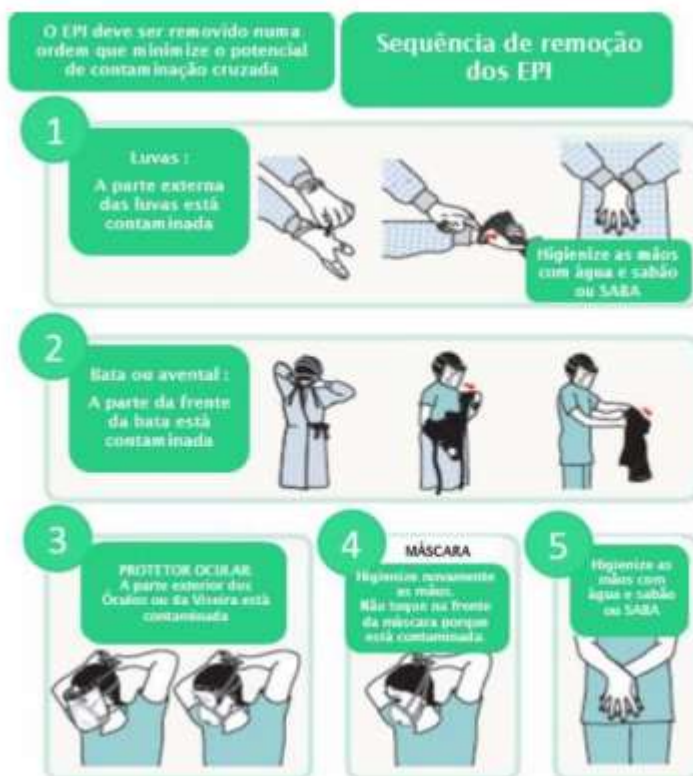 O EPI deve ser removido numa
ordem que minimize o potencial
de contaminação cruzada
Sequência de remoção
dos EPI
1
Luvas :
A parte externa
das luvas está
contaminada
Higienize as mãos
com água e sabão
ou SABA
2
Bata ou avental :
A parte da frente
da bata está
contaminada
3
PROTETOR OCULAR
A parte exterior dos
Óculos ou da Viseira está
contaminada
4
MÁSCARA
Higienize novamente
as mãos.
Não toque na frente
da máscara porque
está contaminada
5
Higienize as
mãos com
água e sabão
ou SABA